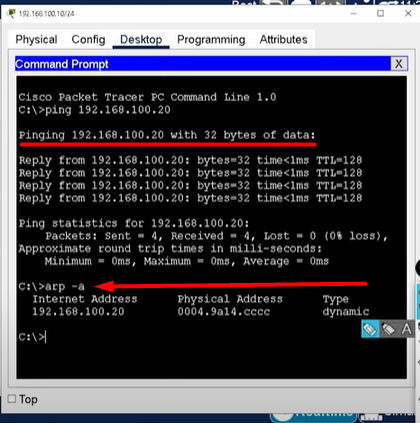 192.168.100.10/24
Physical Config Desktop Programming Attributes
Command Prompt X
Cisco Packet Tracer PC Command Line 1.0
C:\>ping 192.168.100.20
Pinging 192.168.100.20 with 32 bytes of data:
Reply from 192.168.100.20: bytes=32 time<1ms TTL=128
Reply from 192.168.100.20: bytes=32 time<1ms TTL=128
Reply from 192.168.100.20: bytes=32 time<1ms TTL=128
Reply from 192.168.100.20: bytes=32 time<1ms TTL=128
Ping statistics for 192.168.100.20:
Packets: Sent = 4, Received = 4, Lost = 0 (0% loss),
Approximate round trip times in milli-seconds:
Minimum = 0ms, Maximum = 0ms, Average = 0ms
C:\>arp -a
Internet Address Physical Address Type
192.168.100.20 0004.9a14.cccc dynamic
A
C:\>
Top
Realtime